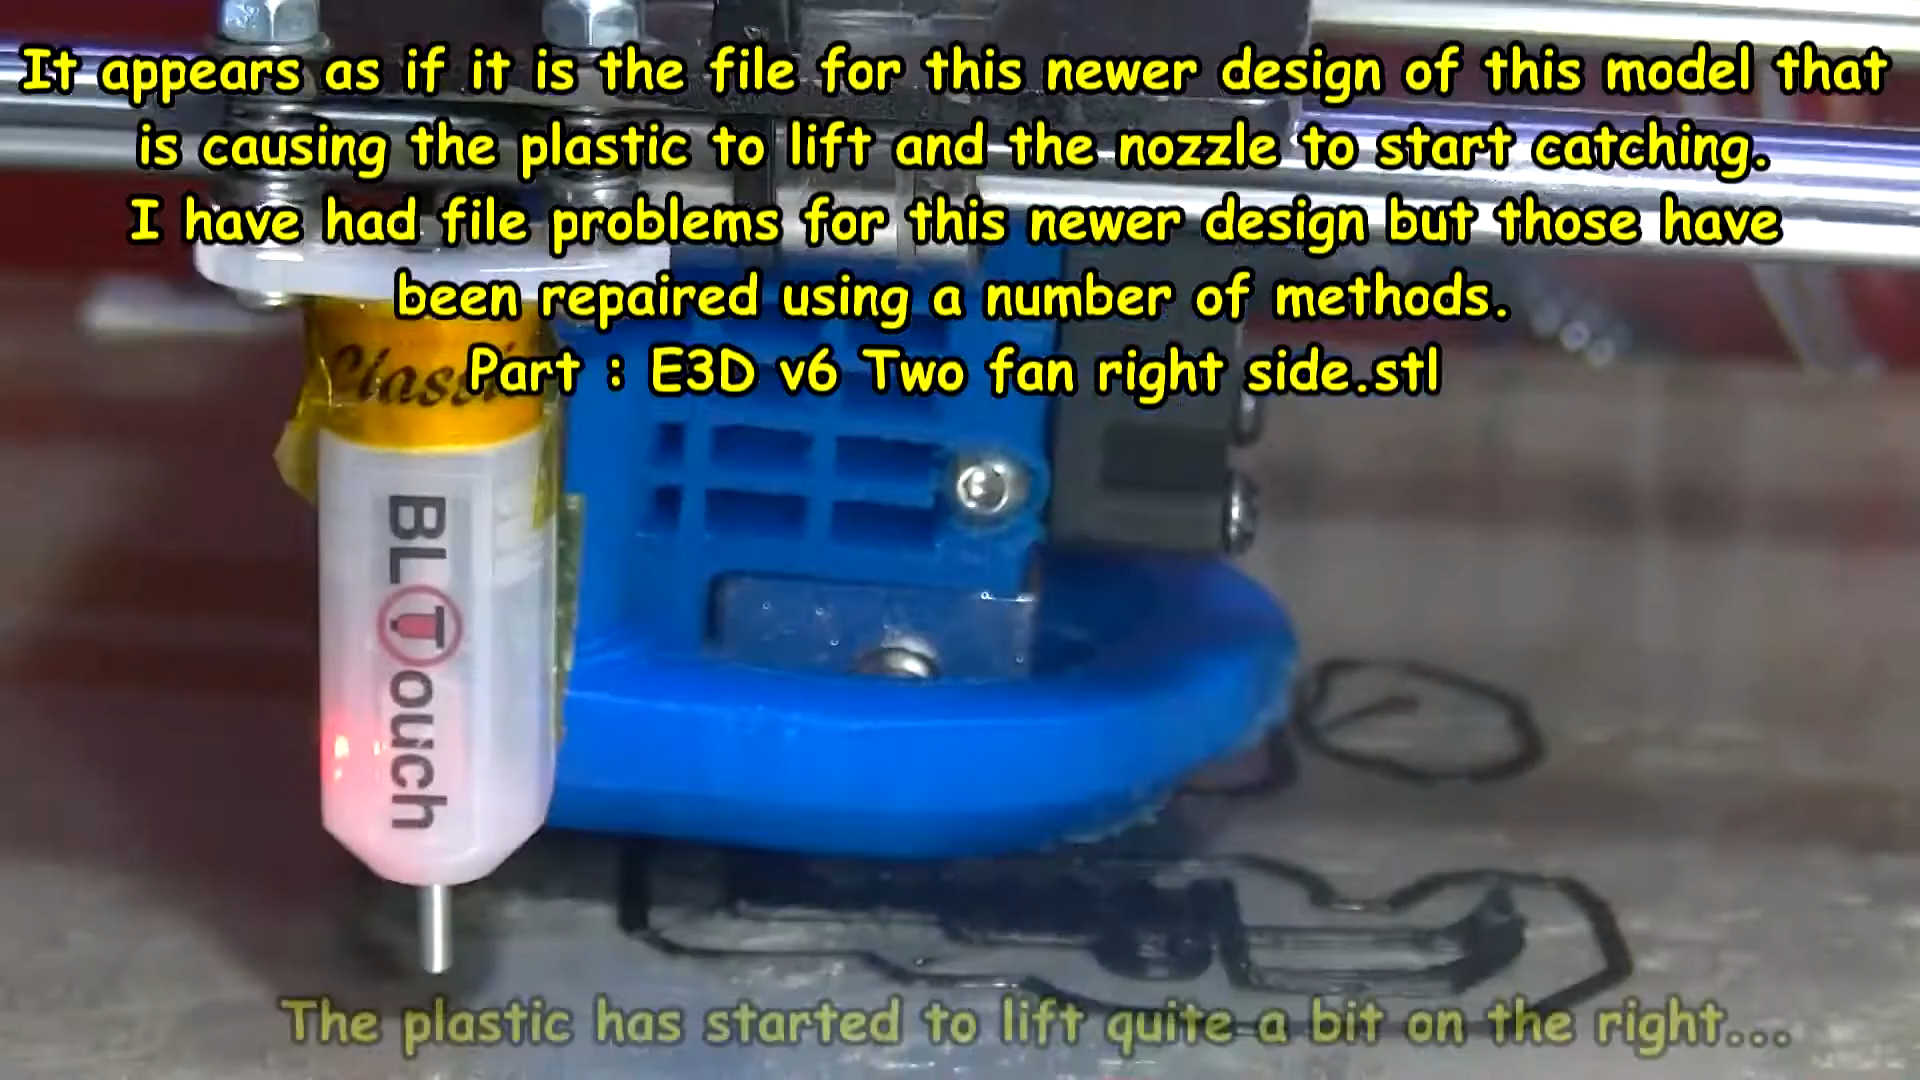 It appears as if it is the file for this newer design of this model that
is causing the plastic to lift and the nozzle to start catching.
I have had file problems for this newer design but those have
been repaired using a number of methods.
Part : E3D v6 Two fan right side.stl
Classic
BLTouch
The plastic has started to lift quite a bit on the right...